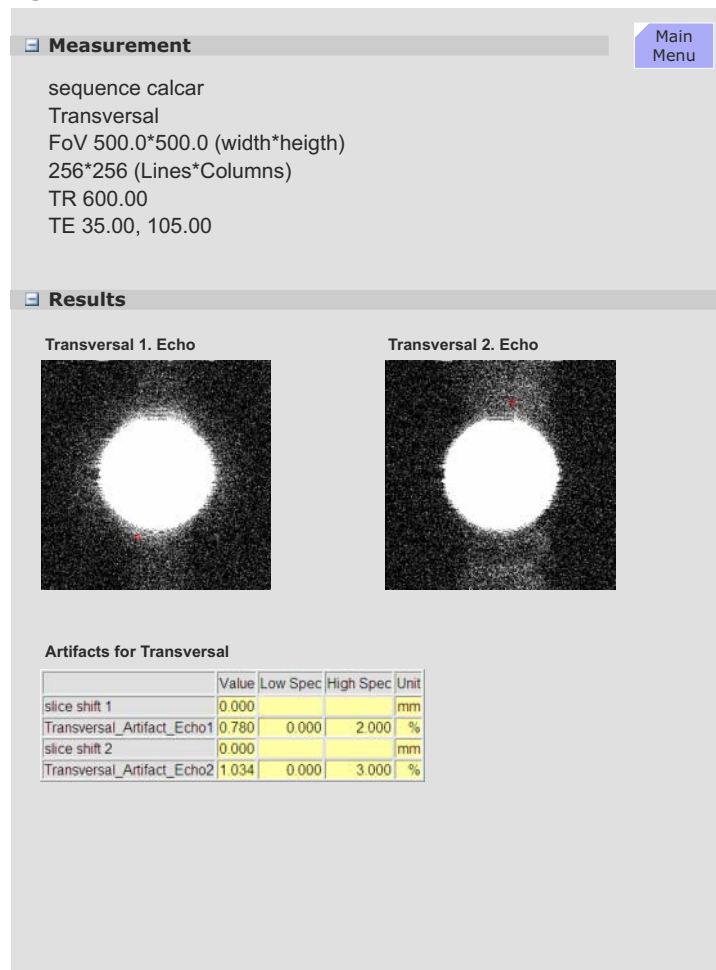 Measurement
Main
Menu
sequence calcar
Transversal
FoV 500.0*500.0 (width*heigth)
256*256 (Lines*Columns)
TR 600.00
TE 35.00, 105.00
Results
Transversal 1. Echo
Transversal 2. Echo
Artifacts for Transversal
Value Low Spec High Spec Unit
slice shift 1 0.000 mm
Transversal_Artifact_Echo1 0.780 0.000 2.000 %
slice shift 2 0.000 mm
Transversal_Artifact_Echo2 1.034 0.000 3.000 %